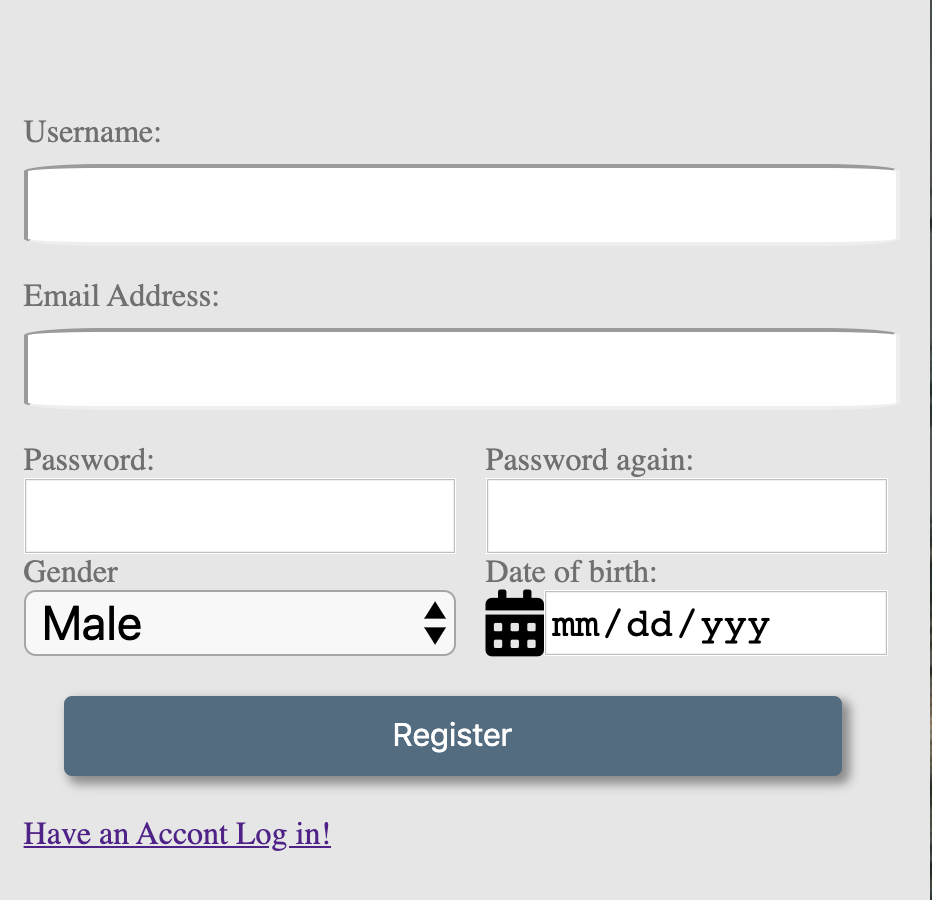 Username:
Email Address:
Password: Password again:
Gender Date of birth:
Male mm/dd/yyy
Register
Have an Accont Log in!